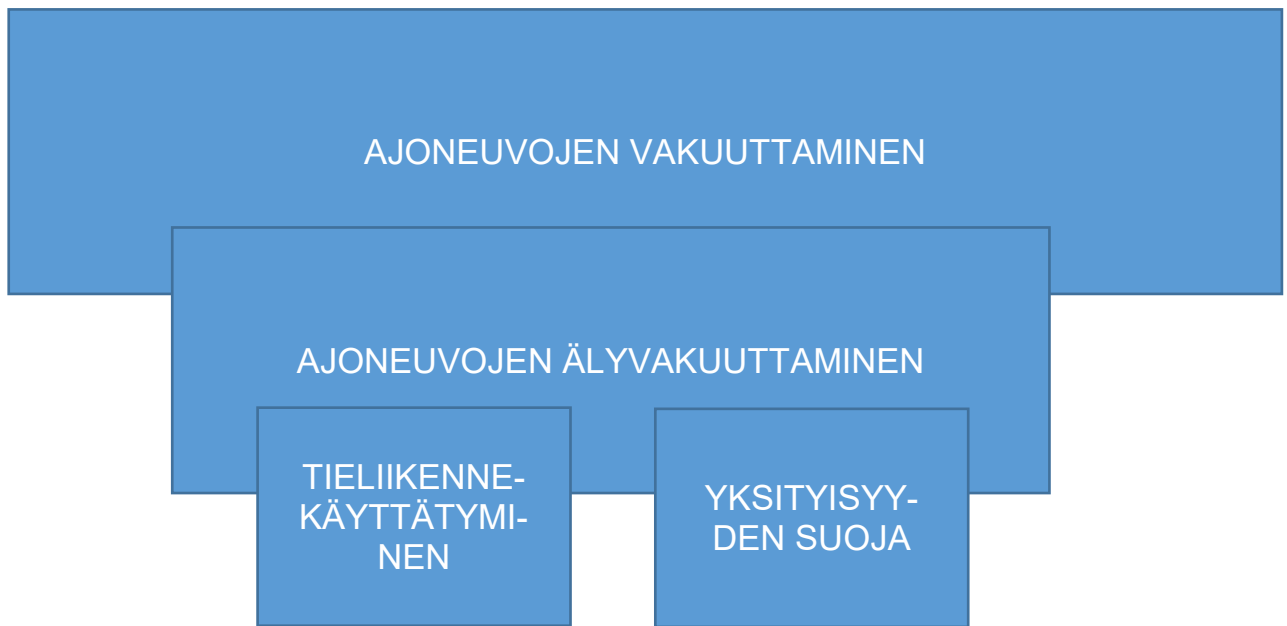 AJONEUVOJEN VAKUUTTAMINEN
AJONEUVOJEN ÄLYVAKUUTTAMINEN
TIELIIKENNE-
KÄYTTÄTYMI-
NEN
YKSITYISYY-
DEN SUOJA